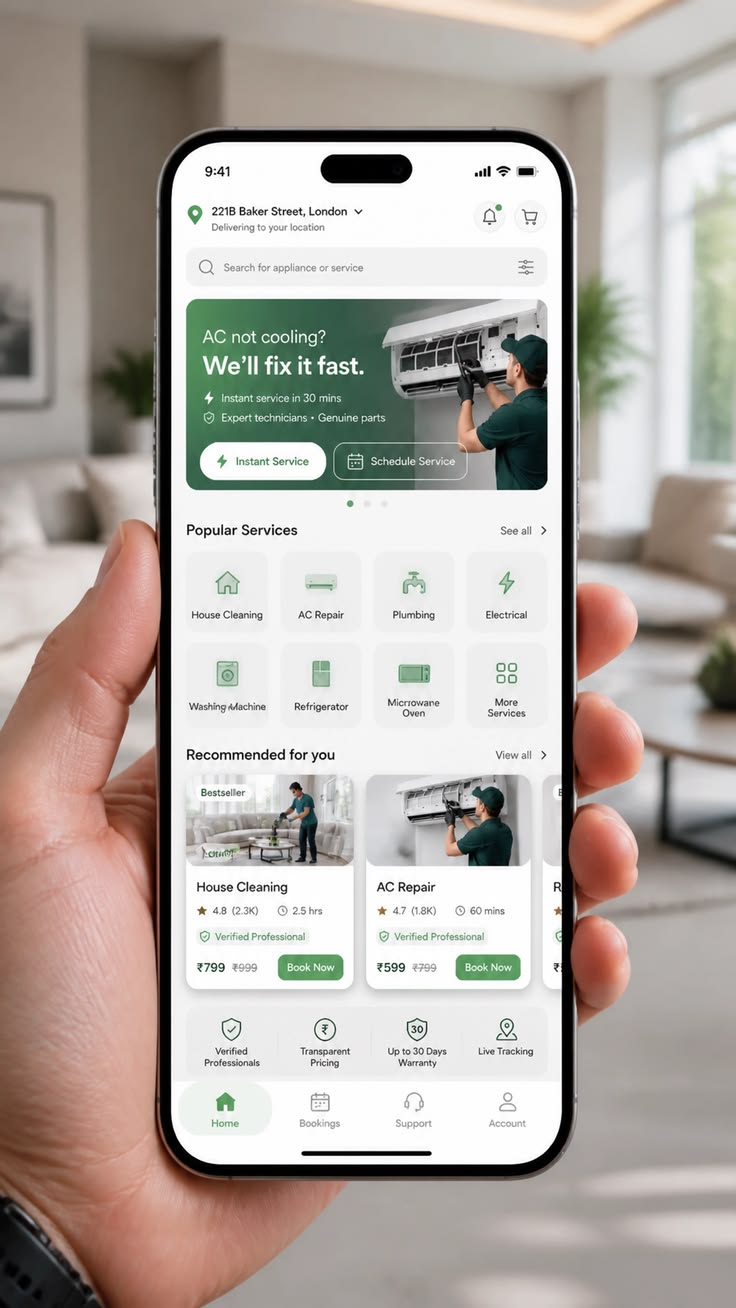 9:41
221B Baker Street, London
Delivering to your location
Search for appliance or service
AC not cooling?
We'll fix it fast.
Instant service in 30 mins
Expert technicians • Genuine parts
Instant Service
Schedule Service
Popular Services
See all
House Cleaning
AC Repair
Plumbing
Electrical
Washing Machine
Refrigerator
Microwane
Oven
More
Services
Recommended for you
View all
Bestseller
House Cleaning
4.8 (2.3K)
2.5 hrs
Verified Professional
₹799 ₹999
Book Now
AC Repair
4.7 (1.8K)
60 mins
Verified Professional
₹599 ₹799
Book Now
R
₹
Verified
Professionals
₹
Transparent
Pricing
30
Up to 30 Days
Warranty
Live Tracking
Home
Bookings
Support
Account